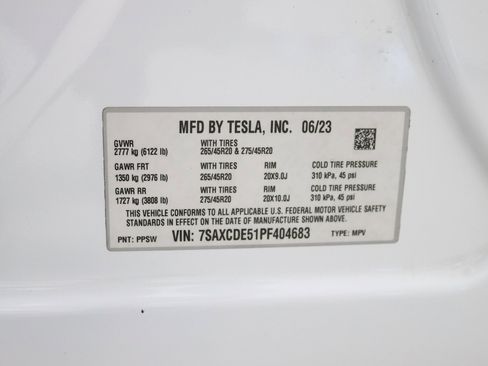 MFD BY TESLA, INC. 06/23
GVWR WITH TIRES
2777 kg (6122 lb) 265/45R20 & 275/45R20
GAWR FRT WITH TIRES RIM COLD TIRE PRESSURE
1350 kg (2976 lb) 265/45R20 20X9.0J 310 kPa, 45 psi
GAWR RR WITH TIRES RIM COLD TIRE PRESSURE
1727 kg (3808 lb) 275/45R20 20X10.0J 310 kPa, 45 psi
THIS VEHICLE CONFORMS TO ALL APPLICABLE U.S. FEDERAL MOTOR VEHICLE SAFETY
STANDARDS IN EFFECT ON THE DATE OF MANUFACTURE SHOWN ABOVE.
PNT: PPSW VIN: 7SAXCDE51PF404683 TYPE: MPV